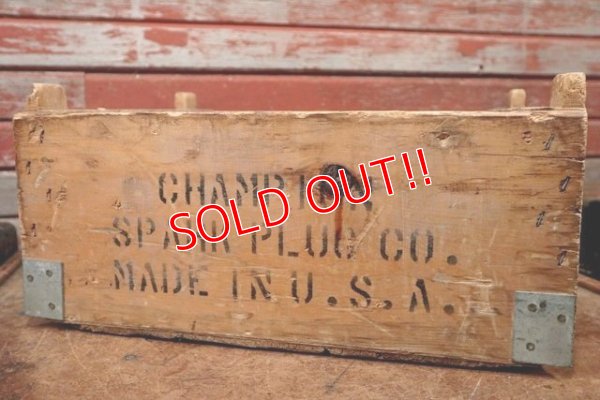 CHAMPION
SPARK PLUG CO.
MADE IN U.S.A.
SOLD OUT!!